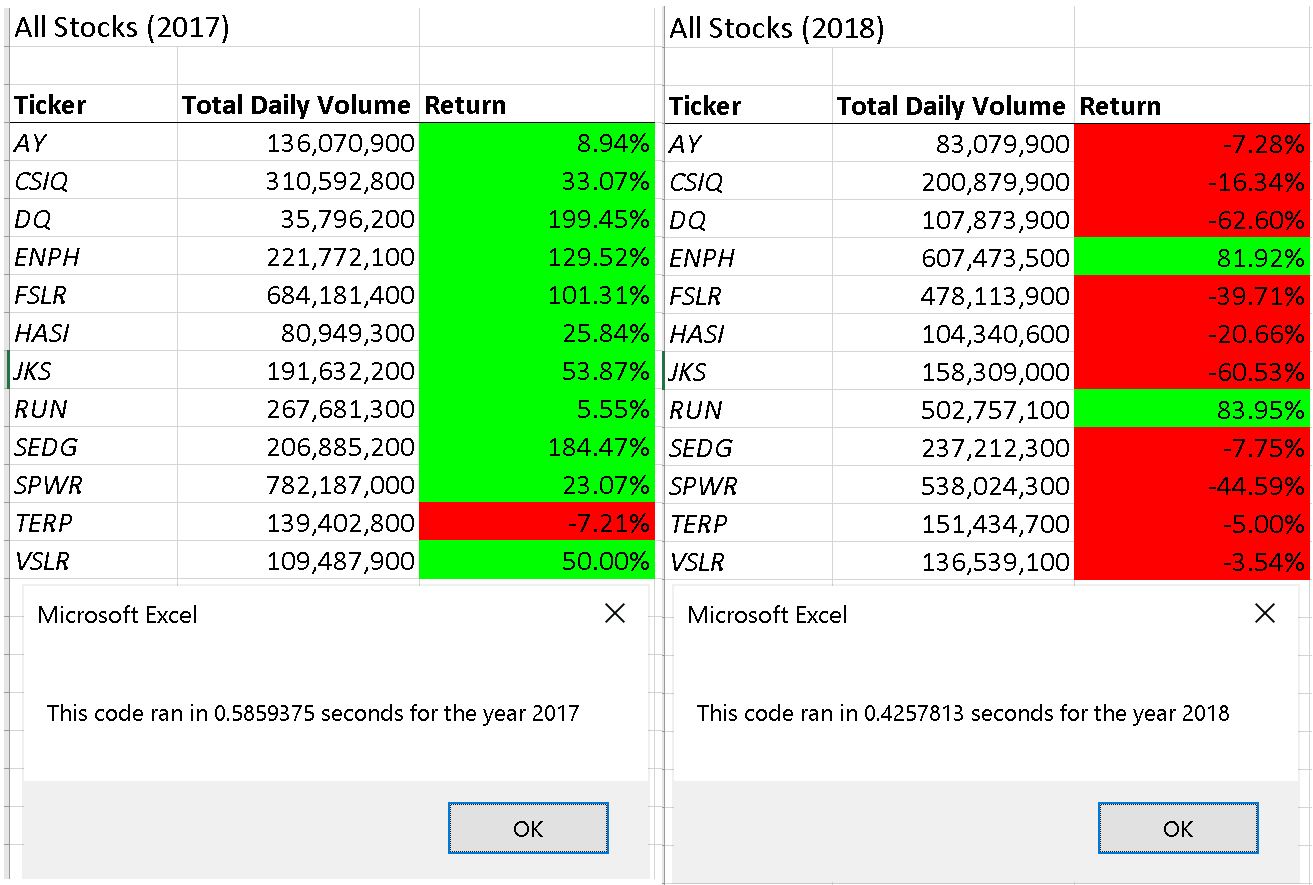 All Stocks (2017)
Ticker Total Daily Volume Return
AY 136,070,900 8.94%
CSIQ 310,592,800 33.07%
DQ 35,796,200 199.45%
ENPH 221,772,100 129.52%
FSLR 684,181,400 101.31%
HASI 80,949,300 25.84%
JKS 191,632,200 53.87%
RUN 267,681,300 5.55%
SEDG 206,885,200 184.47%
SPWR 782,187,000 23.07%
TERP 139,402,800 -7.21%
VSLR 109,487,900 50.00%
Microsoft Excel
This code ran in 0.5859375 seconds for the year 2017
OK
All Stocks (2018)
Ticker Total Daily Volume Return
AY 83,079,900 -7.28%
CSIQ 200,879,900 -16.34%
DQ 107,873,900 -62.60%
ENPH 607,473,500 81.92%
FSLR 478,113,900 -39.71%
HASI 104,340,600 -20.66%
JKS 158,309,000 -60.53%
RUN 502,757,100 83.95%
SEDG 237,212,300 -7.75%
SPWR 538,024,300 -44.59%
TERP 151,434,700 -5.00%
VSLR 136,539,100 -3.54%
Microsoft Excel
This code ran in 0.4257813 seconds for the year 2018
OK